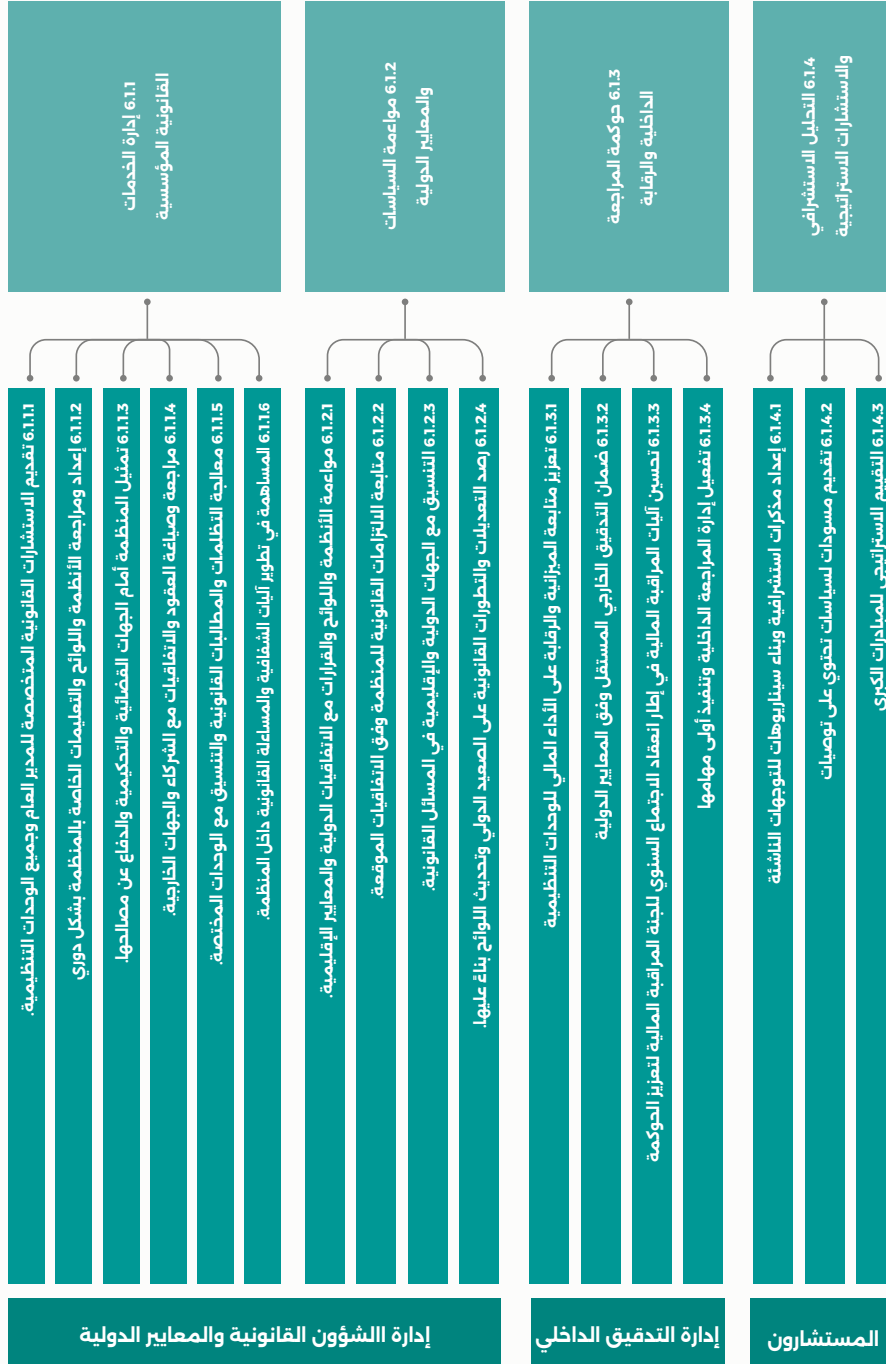 6.1.1 إدارة الخدمات
القانونية المؤسسية
6.1.1.1 تقديم الاستشارات القانونية المتخصصة للمدير العام وجميع الوحدات التنظيمية.
6.1.1.2 إعداد ومراجعة الأنظمة واللوائح والتعليمات الخاصة بالمنظمة بشكل دوري
6.1.1.3 تمثيل المنظمة أمام الجهات القضائية والتحكيمية والدفاع عن مصالحها.
6.1.1.4 مراجعة وصياغة العقود والاتفاقيات مع الشركاء والجهات الخارجية.
6.1.1.5 معالجة التظلمات والمطالبات القانونية والتنسيق مع الوحدات المختصة.
6.1.1.6 المساهمة في تطوير آليات الشفافية والمساءلة القانونية داخل المنظمة.
6.1.2 مواءمة السياسات
والمعايير الدولية
6.1.2.1 مواءمة الأنظمة واللوائح والقرارات مع الاتفاقيات الدولية والمعايير الإقليمية.
6.1.2.2 متابعة الالتزامات القانونية للمنظمة وفق الاتفاقيات الموقعة.
6.1.2.3 التنسيق مع الجهات الدولية والإقليمية في المسائل القانونية.
6.1.2.4 رصد التعديلات والتطورات القانونية على الصعيد الدولي وتحديث اللوائح بناءً عليها.
إدارة االشؤون القانونية والمعايير الدولية
6.1.3 حوكمة المراجعة
الداخلية والرقابة
6.1.3.1 تعزيز متابعة الميزانية والرقابة على الأداء المالي للوحدات التنظيمية
6.1.3.2 ضمان التدقيق الخارجي المستقل وفق المعايير الدولية
6.1.3.3 تحسين آليات المراقبة المالية في إطار انعقاد الاجتماع السنوي للجنة المراقبة المالية لتعزيز الحوكمة
6.1.3.4 تفعيل إدارة المراجعة الداخلية وتنفيذ أولى مهامها
إدارة التدقيق الداخلي
6.1.4 التحليل الاستشرافي
والاستشارات الاستراتيجية
6.1.4.1 إعداد مذكرات استشرافية وبناء سيناريوهات للتوجهات الناشئة
6.1.4.2 تقديم مسودات لسياسات تحتوي على توصيات
6.1.4.3 التقييم الاستراتيجي للمبادرات الكبرى
المستشارون